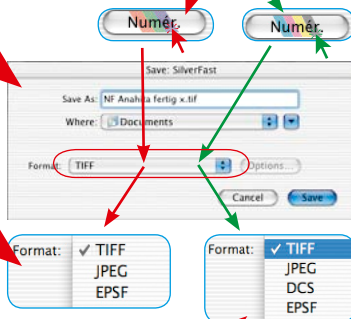 Numér. Numér.
Save: SilverFast
Save As: NF Anahita fertig x.tif
Where: Documents
Format: TIFF Options...
Cancel Save
Format: ✓ TIFF Format: ✓ TIFF
JPEG JPEG
EPSF DCS
EPSF